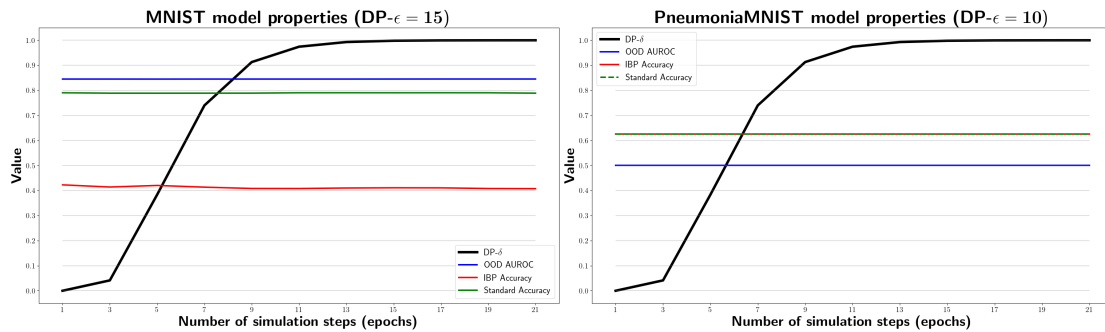 MNIST model properties (DP-ϵ = 15)
Value
1.0
0.9
0.8
0.7
0.6
0.5
0.4
0.3
0.2
0.1
0.0
DP-δ
OOD AUROC
IBP Accuracy
Standard Accuracy
1 3 5 7 9 11 13 15 17 19 21
Number of simulation steps (epochs)
PneumoniaMNIST model properties (DP-ϵ = 10)
Value
1.0
0.9
0.8
0.7
0.6
0.5
0.4
0.3
0.2
0.1
0.0
DP-δ
OOD AUROC
IBP Accuracy
Standard Accuracy
1 3 5 7 9 11 13 15 17 19 21
Number of simulation steps (epochs)